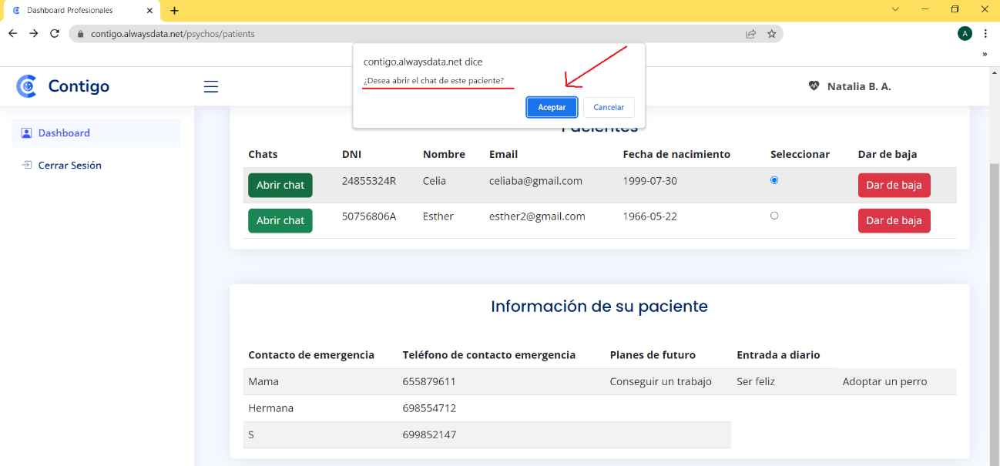 Dashboard Profesionales
contigo.alwaysdata.net/psychos/patients
A
contigo.alwaysdata.net dice
¿Desea abrir el chat de este paciente?
Aceptar Cancelar
Contigo
Natalia B. A.
Dashboard
Cerrar Sesión
Pacientes
Chats DNI Nombre Email Fecha de nacimiento Seleccionar Dar de baja
Abrir chat 24855324R Celia celiaba@gmail.com 1999-07-30 Dar de baja
Abrir chat 50756806A Esther esther2@gmail.com 1966-05-22 Dar de baja
Información de su paciente
Contacto de emergencia Teléfono de contacto emergencia Planes de futuro Entrada a diario
Mama 655879611 Conseguir un trabajo Ser feliz Adoptar un perro
Hermana 698554712
S 699852147